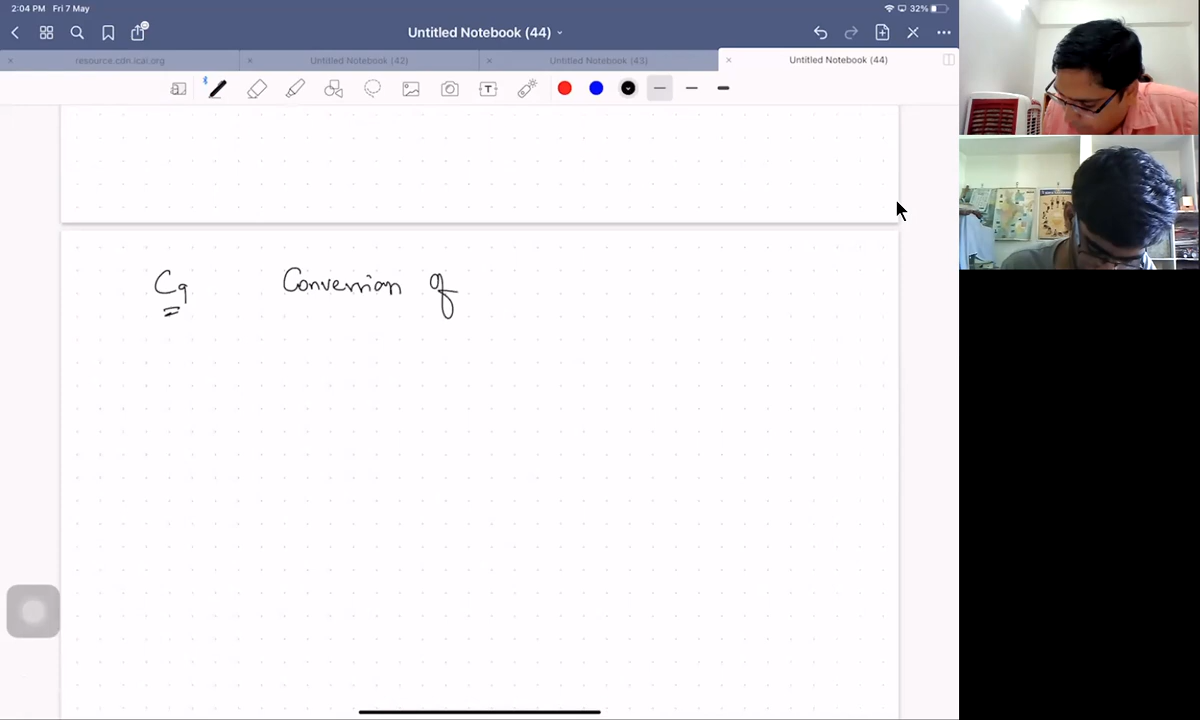 2:04 PM Fri 7 May
32%
Untitled Notebook (44)
resource.cdn.icai.org
Untitled Notebook (42)
Untitled Notebook (43)
Untitled Notebook (44)
T
C9 Conversion of